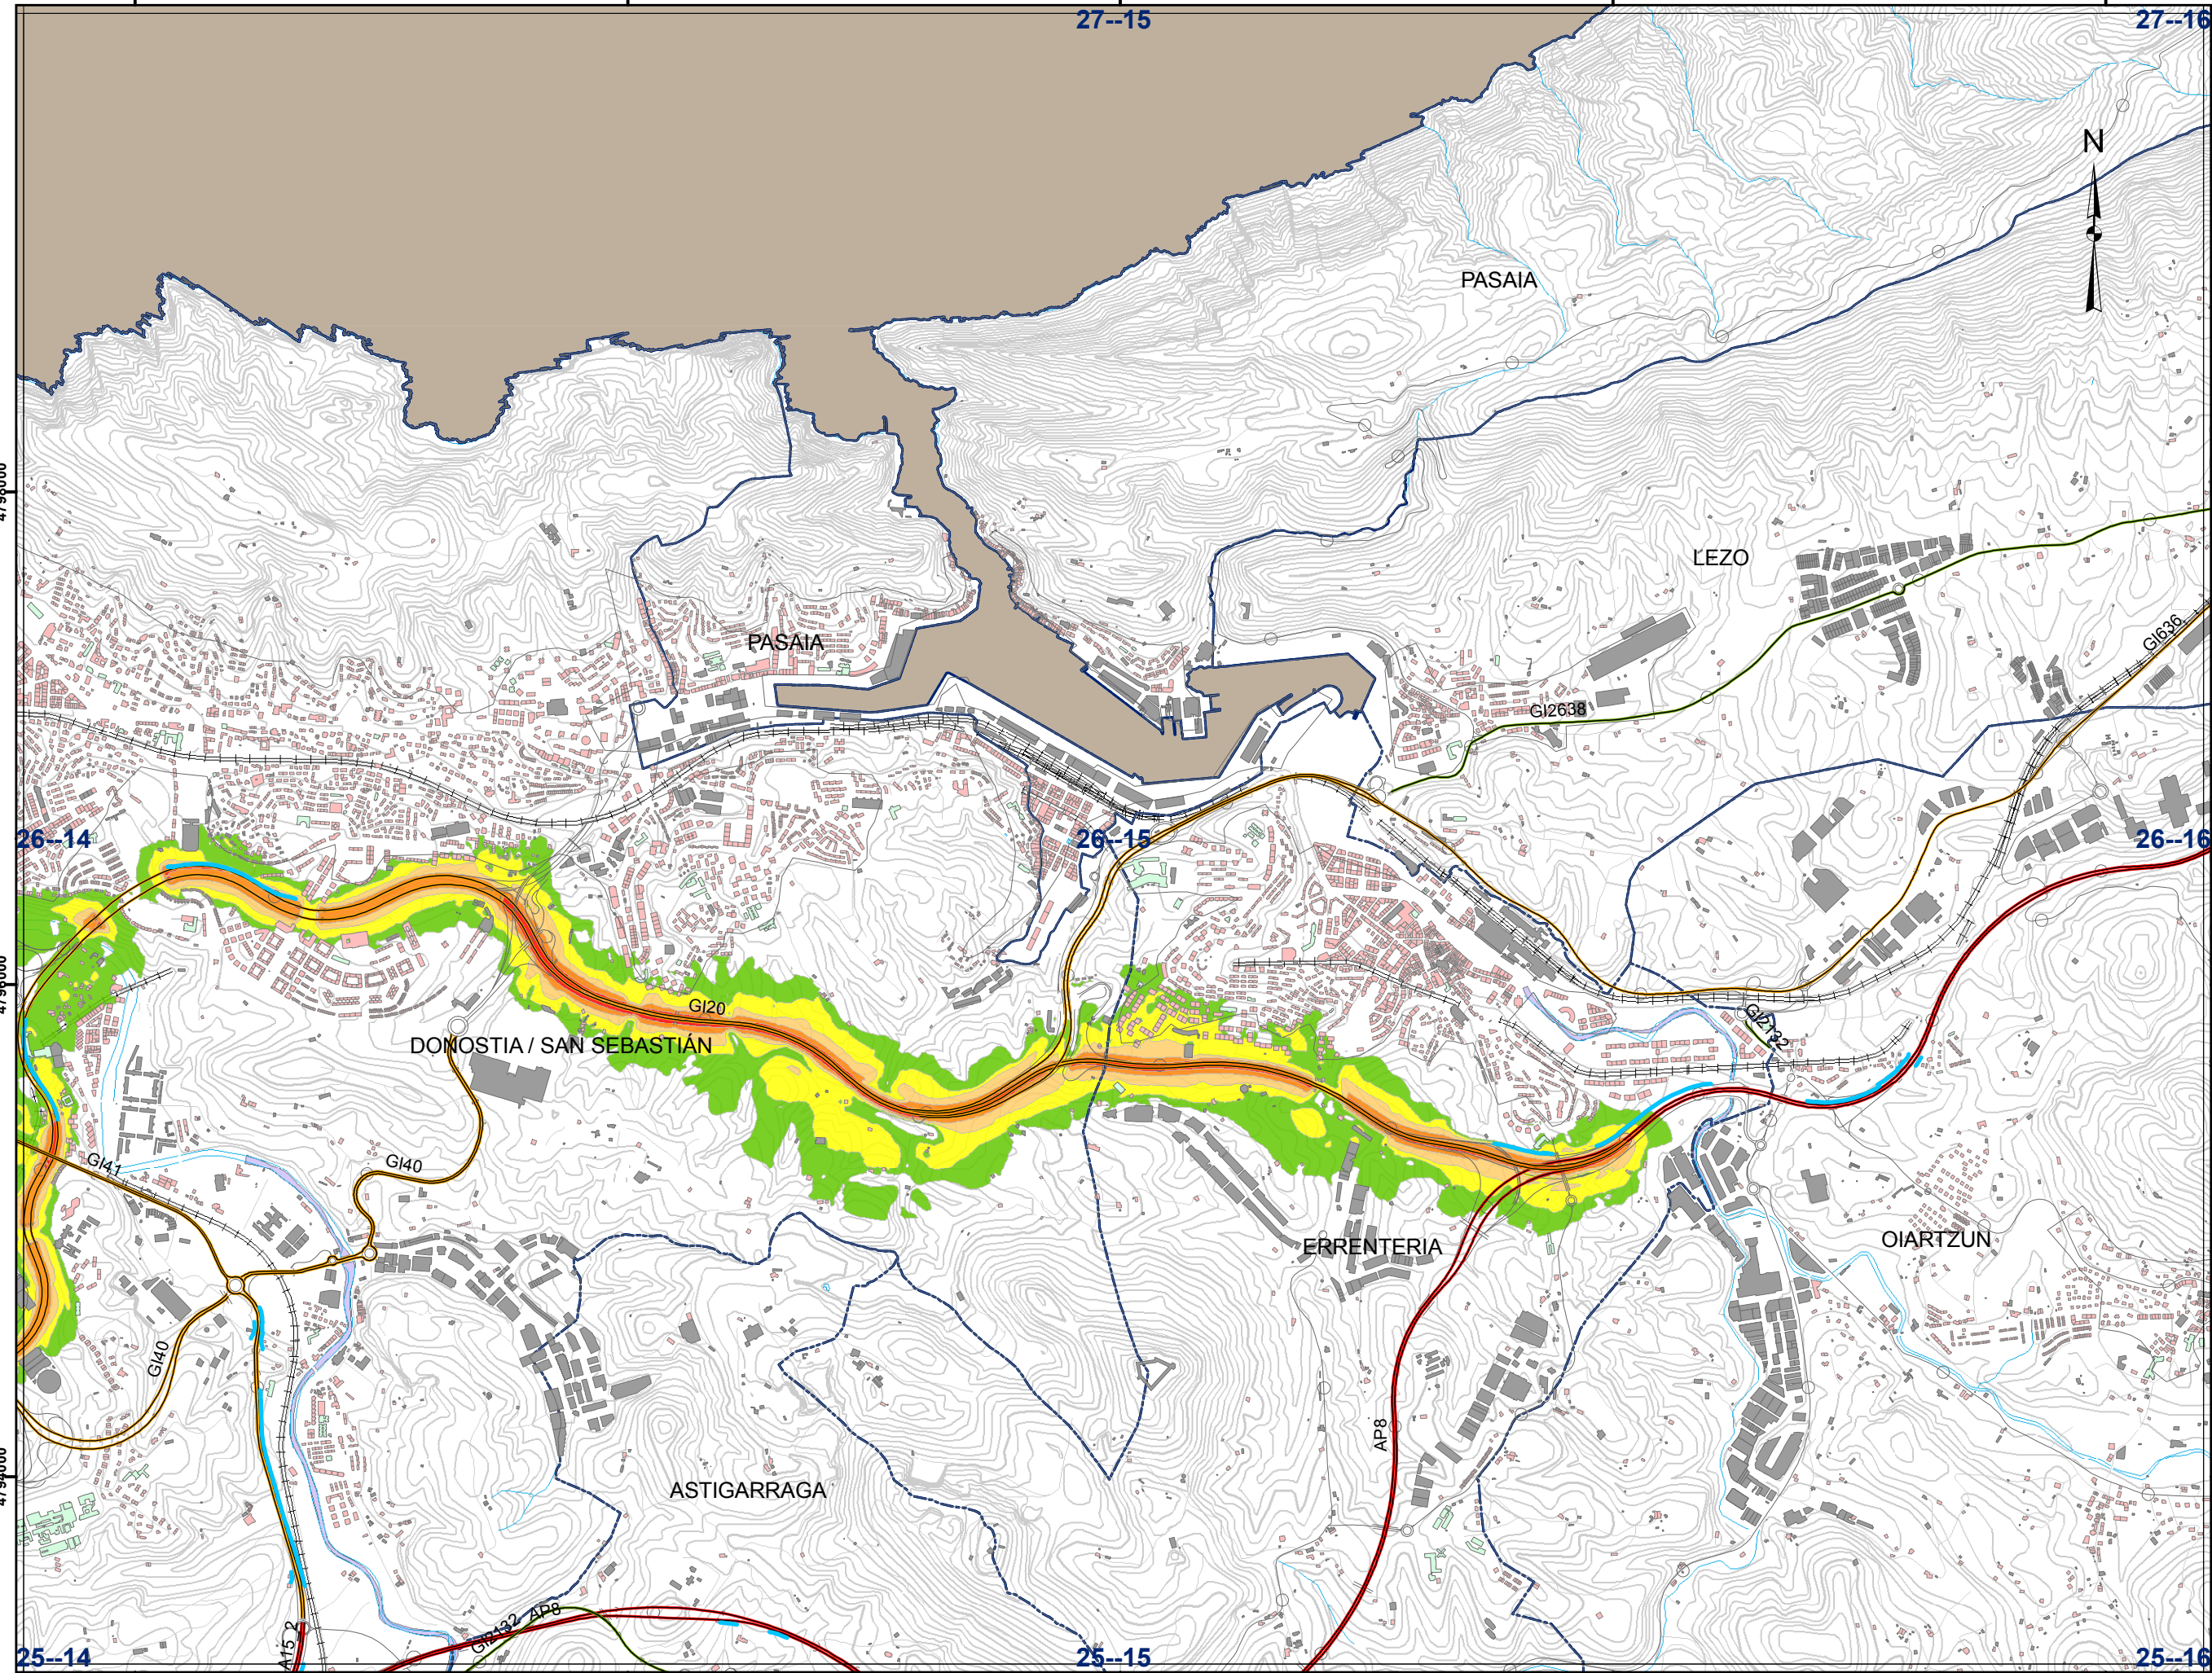 27--15
27--16
N
PASAIA
LEZO
GI636
PASAIA
GI2638
26--14
26--15
26--16
GI20
GI2132
DONOSTIA / SAN SEBASTIÁN
GI41
GI40
ERRENTERIA
OIARTZUN
GI40
AP8
ASTIGARRAGA
A15_2
GI2132
AP8
25--14
25--15
25--16